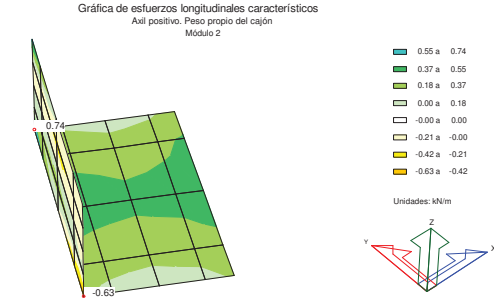 Gráfica de esfuerzos longitudinales característicos
Axil positivo. Peso propio del cajón
Módulo 2
0.55 a 0.74
0.37 a 0.55
0.18 a 0.37
0.00 a 0.18
-0.00 a 0.00
-0.21 a -0.00
-0.42 a -0.21
-0.63 a -0.42
0.74
-0.63
Unidades: kN/m
Z
Y
X